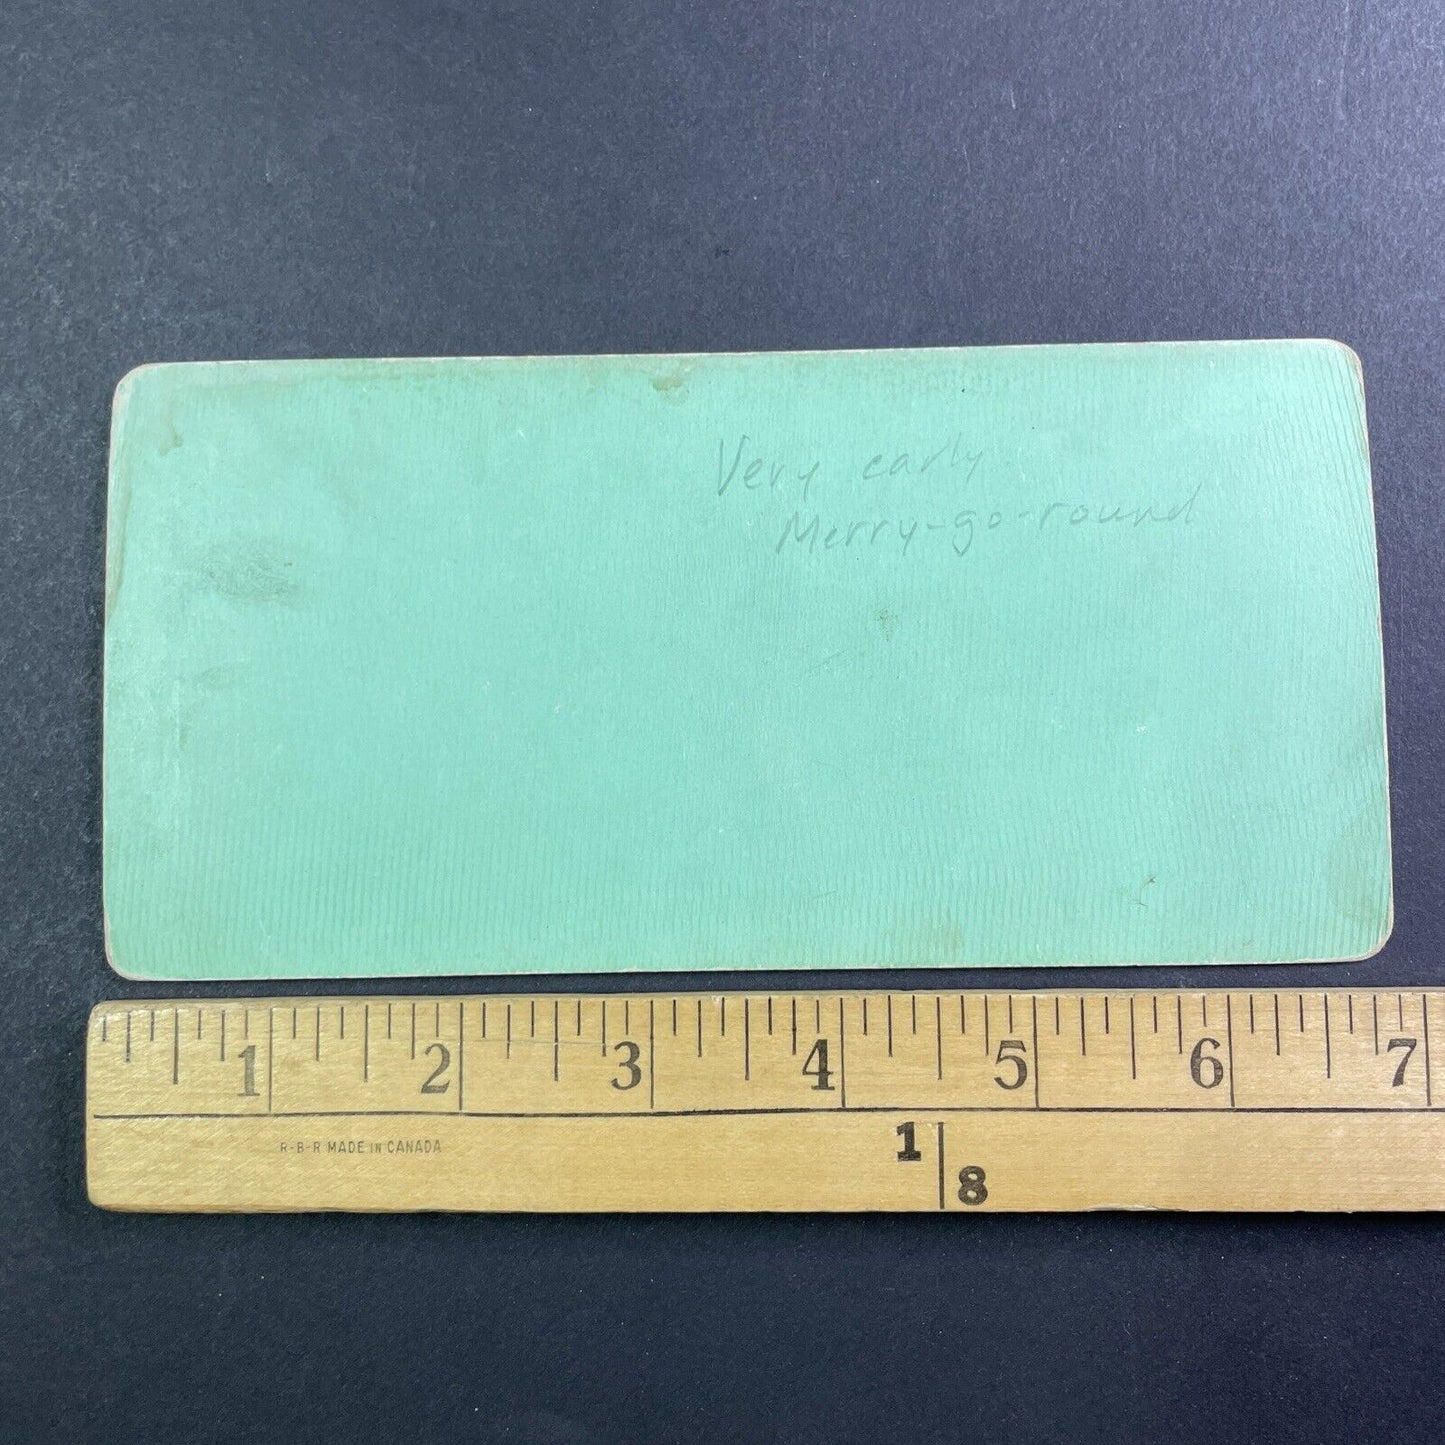 Very early
Merry-go-round
1 2 3 4 5 6 7
R-B-R MADE IN CANADA
1
8